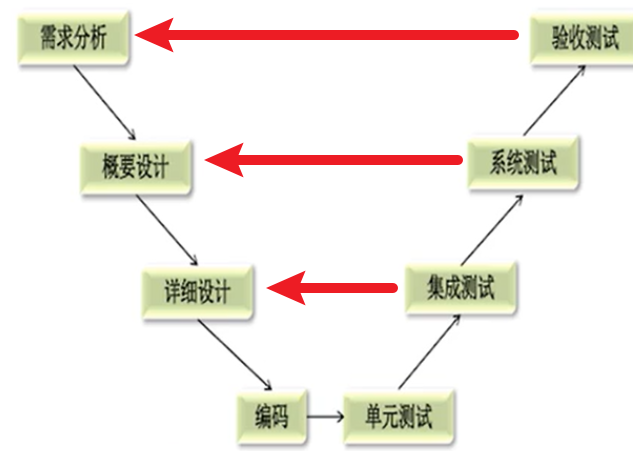 需求分析
验收测试
概要设计
系统测试
详细设计
集成测试
编码
单元测试